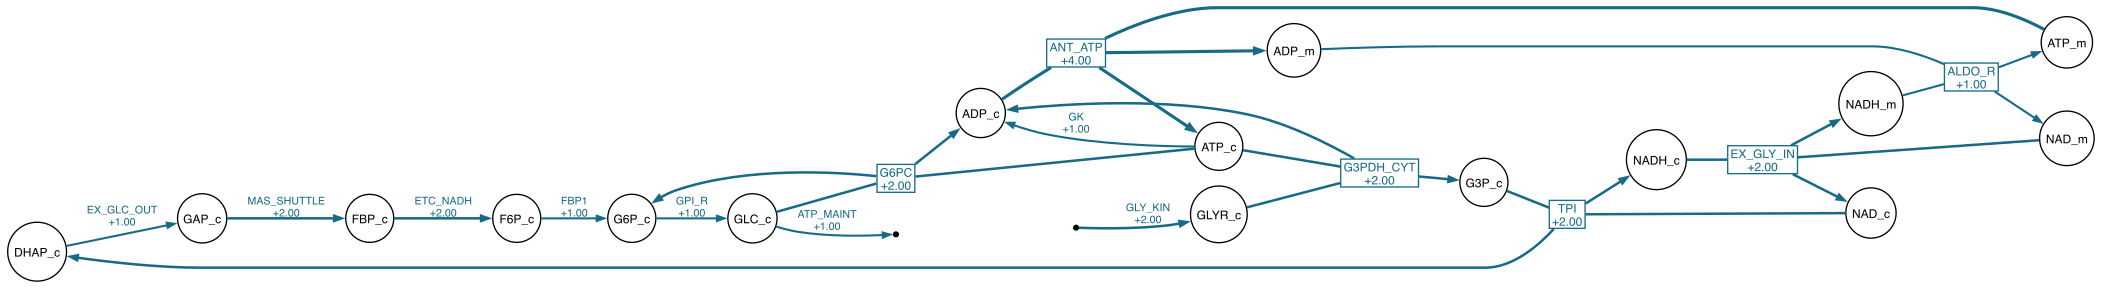 ANT_ATP
+4.00
ADP_m
ATP_m
ALDO_R
+1.00
NADH_m
ADP_c
GK
+1.00
ATP_c
NAD_m
G6PC
+2.00
G3PDH_CYT
+2.00
G3P_c
NADH_c
EX_GLY_IN
+2.00
EX_GLC_OUT
+1.00
GAP_c
MAS_SHUTTLE
+2.00
FBP_c
ETC_NADH
+2.00
F6P_c
FBP1
+1.00
G6P_c
GPI_R
+1.00
GLC_c
ATP_MAINT
+1.00
GLY_KIN
+2.00
GLYR_c
TPI
+2.00
NAD_c
DHAP_c